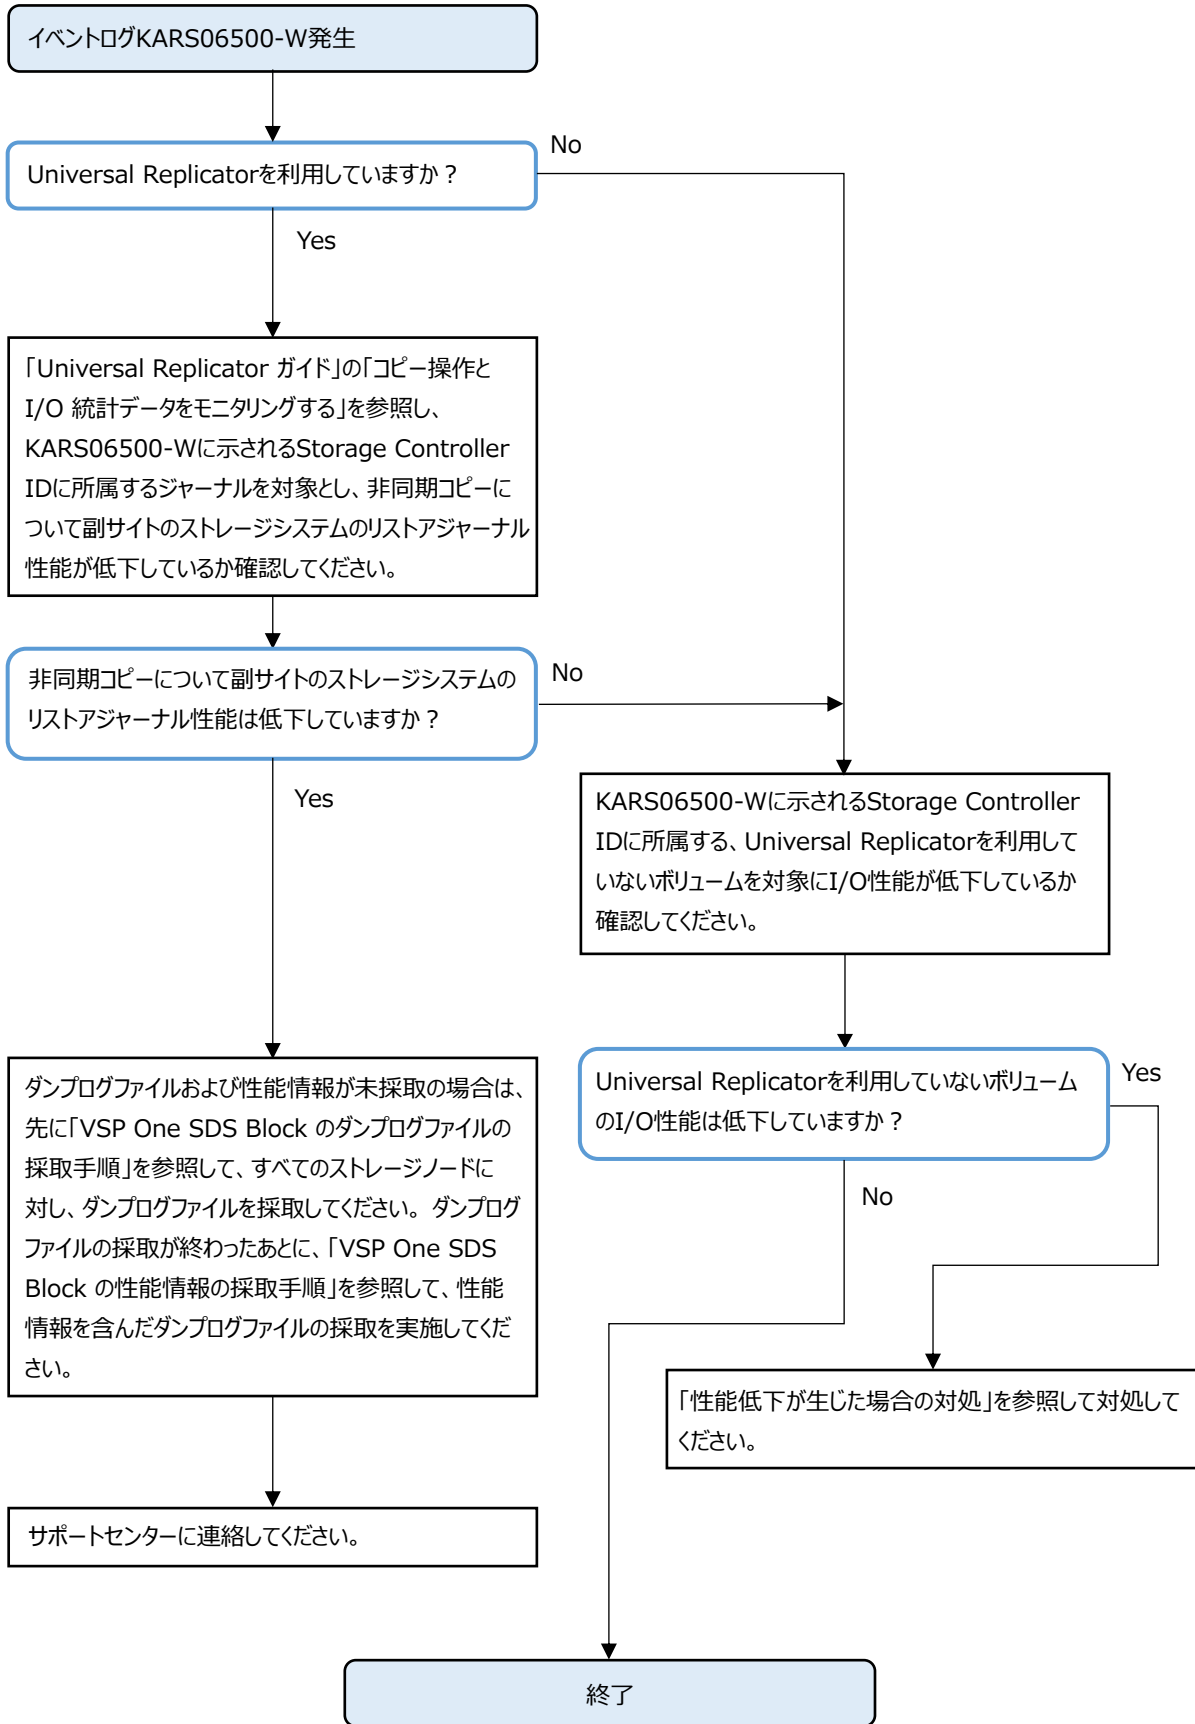 イベントログKARS06500-W発生
No
Universal Replicatorを利用していますか？
Yes
「Universal Replicator ガイド」の「コピー操作と
I/O 統計データをモニタリングする」を参照し、
KARS06500-Wに示されるStorage Controller
IDに所属するジャーナルを対象とし、非同期コピーに
ついて副サイトのストレージシステムのリストアジャーナル
性能が低下しているか確認してください。
非同期コピーについて副サイトのストレージシステムの
リストアジャーナル性能は低下していますか？
No
Yes
KARS06500-Wに示されるStorage Controller
IDに所属する、Universal Replicatorを利用して
いないボリュームを対象にI/O性能が低下しているか
確認してください。
Universal Replicatorを利用していないボリューム
のI/O性能は低下していますか？
Yes
No
ダンプログファイルおよび性能情報が未採取の場合は、
先に「VSP One SDS Block のダンプログファイルの
採取手順」を参照して、すべてのストレージノードに
対し、ダンプログファイルを採取してください。ダンプログ
ファイルの採取が終わったあとに、「VSP One SDS
Block の性能情報の採取手順」を参照して、性能
情報を含んだダンプログファイルの採取を実施してくだ
さい。
「性能低下が生じた場合の対処」を参照して対処して
ください。
サポートセンターに連絡してください。
終了